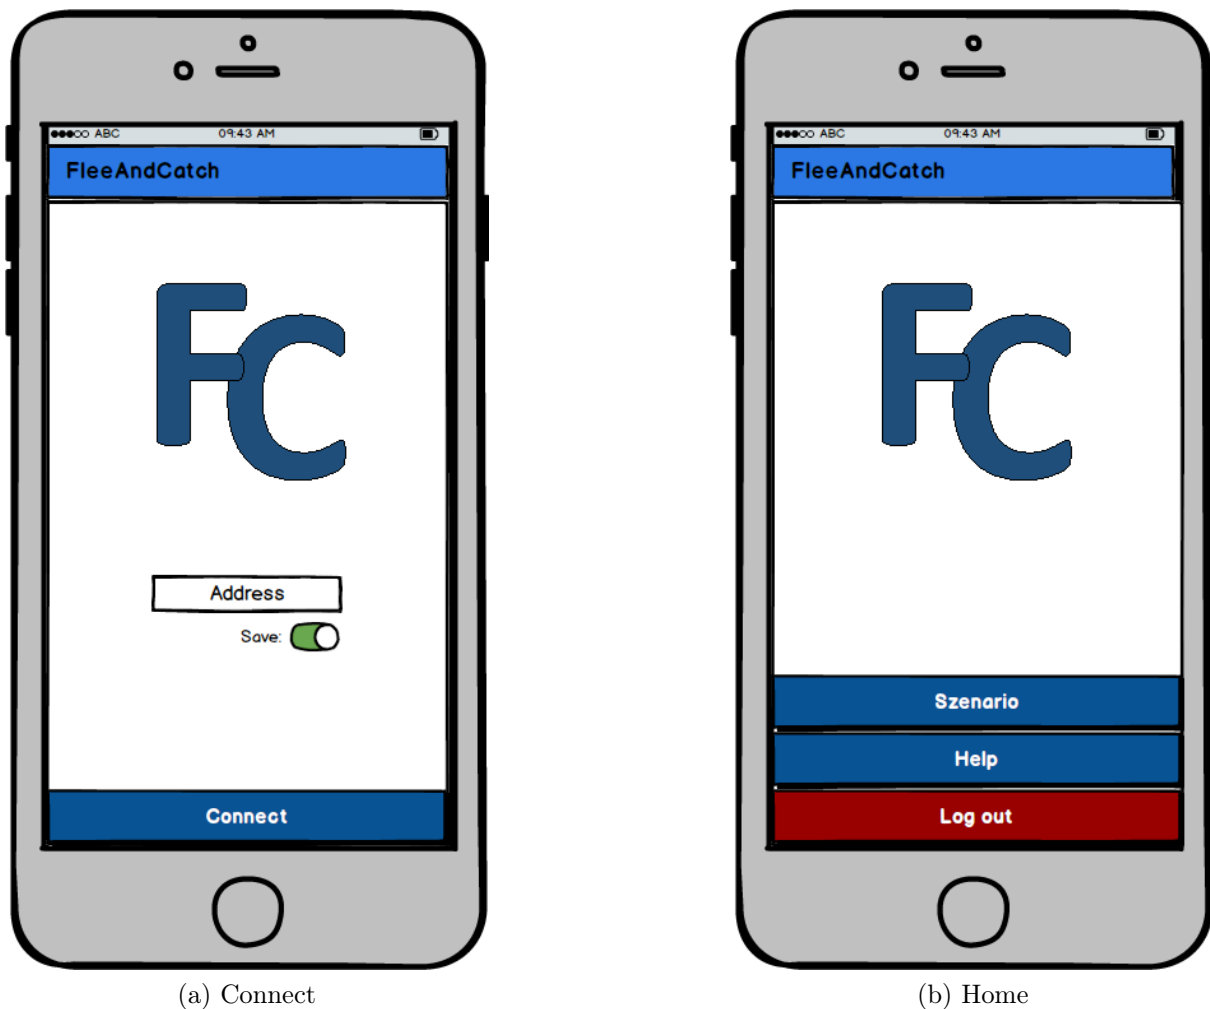 ABC 09:43 AM
FleeAndCatch
FC
Address
Save:
Connect
(a) Connect
ABC 09:43 AM
FleeAndCatch
FC
Szenario
Help
Log out
(b) Home